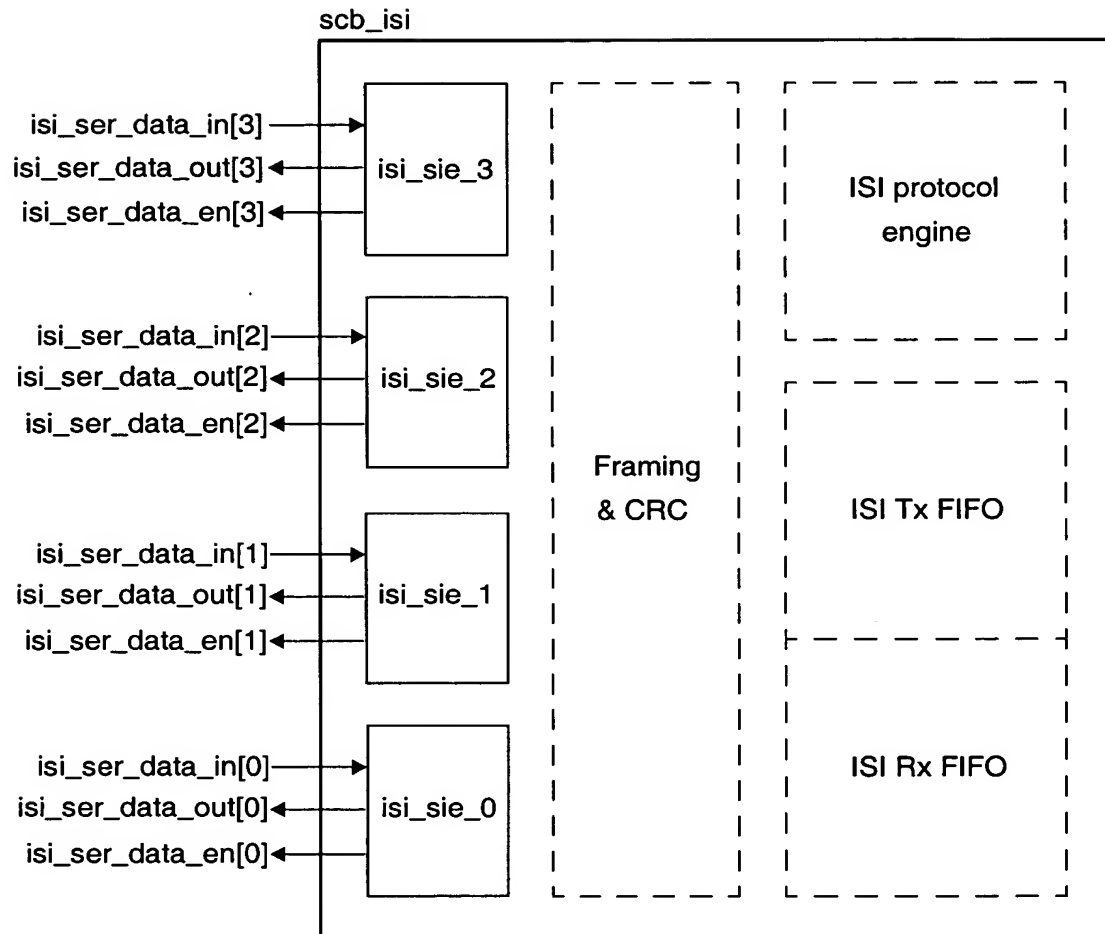 scb_isi
isi_ser_data_in[3]
isi_ser_data_out[3]
isi_ser_data_en[3]
isi_sie_3
ISI protocol
engine
isi_ser_data_in[2]
isi_ser_data_out[2]
isi_ser_data_en[2]
isi_sie_2
Framing
& CRC
ISI Tx FIFO
isi_ser_data_in[1]
isi_ser_data_out[1]
isi_ser_data_en[1]
isi_sie_1
isi_ser_data_in[0]
isi_ser_data_out[0]
isi_ser_data_en[0]
isi_sie_0
ISI Rx FIFO